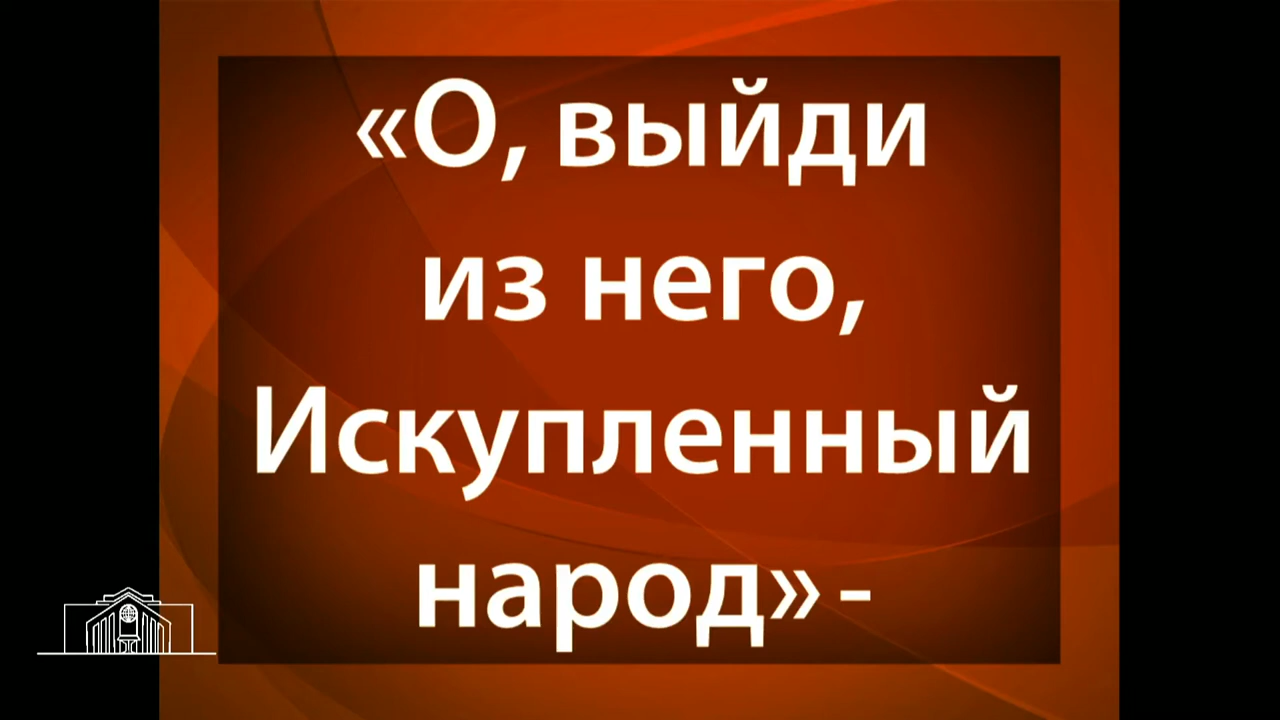 «О, выйди
из него,
Искупленный
народ» -